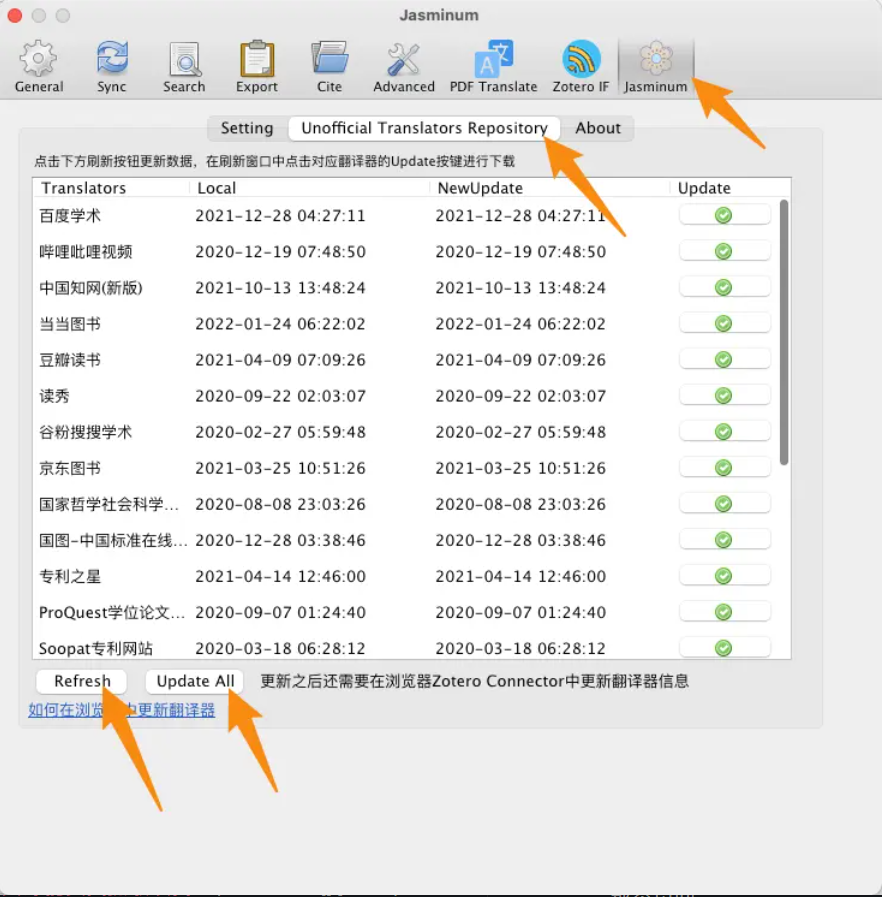 Jasminum
General Sync Search Export Cite Advanced PDF Translate Zotero IF Jasminum
Setting Unofficial Translators Repository About
点击下方刷新按钮更新数据，在刷新窗口中点击对应翻译器的Update按键进行下载
Translators Local NewUpdate Update
百度学术 2021-12-28 04:27:11 2021-12-28 04:27:11
哔哩吡哩视频 2020-12-19 07:48:50 2020-12-19 07:48:50
中国知网(新版) 2021-10-13 13:48:24 2021-10-13 13:48:24
当当图书 2022-01-24 06:22:02 2022-01-24 06:22:02
豆瓣读书 2021-04-09 07:09:26 2021-04-09 07:09:26
读秀 2020-09-22 02:03:07 2020-09-22 02:03:07
谷粉搜搜学术 2020-02-27 05:59:48 2020-02-27 05:59:48
京东图书 2021-03-25 10:51:26 2021-03-25 10:51:26
国家哲学社会科学... 2020-08-08 23:03:26 2020-08-08 23:03:26
国图-中国标准在线... 2020-12-28 03:38:46 2020-12-28 03:38:46
专利之星 2021-04-14 12:46:00 2021-04-14 12:46:00
ProQuest学位论文... 2020-09-07 01:24:40 2020-09-07 01:24:40
Soopat专利网站 2020-03-18 06:28:12 2020-03-18 06:28:12
Refresh Update All 更新之后还需要在浏览器Zotero Connector中更新翻译器信息
如何在浏览器中更新翻译器